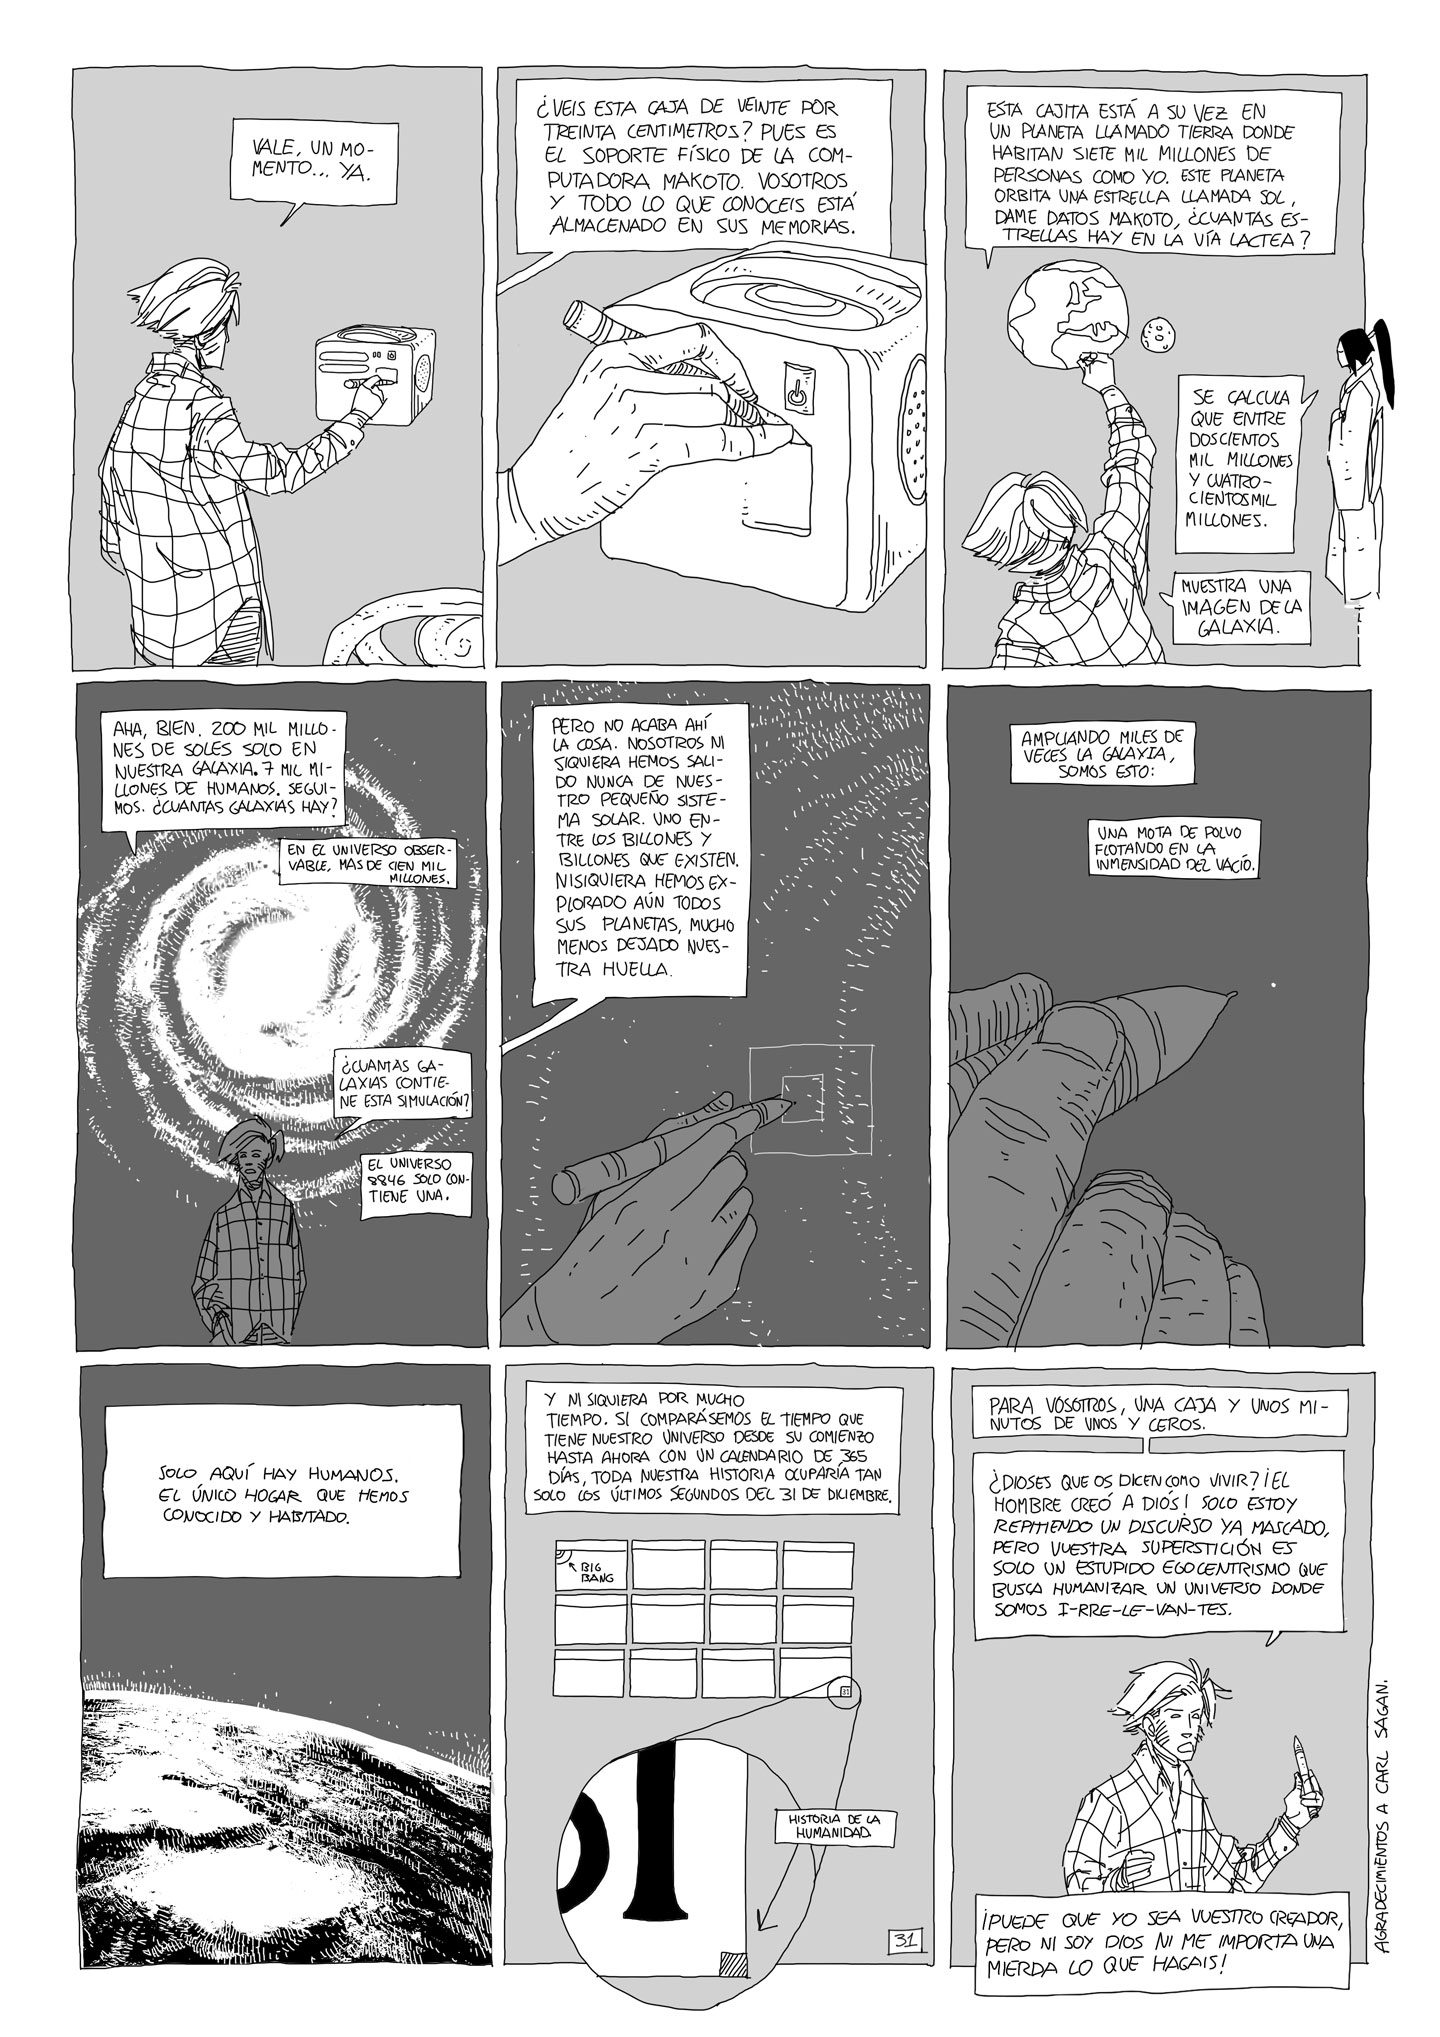 VALE, UN MO-
MENTO... YA.
¿VEIS ESTA CAJA DE VEINTE POR
TREINTA CENTIMETROS? PUES ES
EL SOPORTE FÍSICO DE LA COM-
PUTADORA MAKOTO. VOSOTROS
Y TODO LO QUE CONOCEIS ESTÁ
ALMACENADO EN SUS MEMORIAS.
ESTA CAJITA ESTÁ A SU VEZ EN
UN PLANETA LLAMADO TIERRA DONDE
HABITAN SIETE MIL MILLONES DE
PERSONAS COMO YO. ESTE PLANETA
ORBITA UNA ESTRELLA LLAMADA SOL,
DAME DATOS MAKOTO, ¿CUANTAS ES-
TRELLAS HAY EN LA VÍA LACTEA?
SE CALCULA
QUE ENTRE
DOSCIENTOS
MIL MILLONES
Y CUATRO-
CIENTOSMIL
MILLONES.
MUESTRA UNA
IMAGEN DE LA
GALAXIA.
AHA, BIEN. 200 MIL MILLO-
NES DE SOLES SOLO EN
NUESTRA GALAXIA. 7 MIL MI-
LLONES DE HUMANOS. SEGUI-
MOS. ¿CUANTAS GALAXIAS HAY?
EN EL UNIVERSO OBSER-
VABLE, MAS DE CIEN MIL
MILLONES.
¿CUANTAS GA-
LAXIAS CONTIE-
NE ESTA SIMULACIÓN?
EL UNIVERSO
8846 SOLO CON-
TIENE UNA.
PERO NO ACABA AHÍ
LA COSA. NOSOTROS NI
SIQUIERA HEMOS SALI-
DO NUNCA DE NUES-
TRO PEQUEÑO SISTE-
MA SOLAR. UNO EN-
TRE LOS BILLONES Y
BILLONES QUE EXISTEN.
NISIQUIERA HEMOS EX-
PLORADO AÚN TODOS
SUS PLANETAS, MUCHO
MENOS DEJADO NUES-
TRA HUELLA.
AMPLIANDO MILES DE
VECES LA GALAXIA,
SOMOS ESTO:
UNA MOTA DE POLVO
FLOTANDO EN LA
INMENSIDAD DEL VACÍO.
SOLO AQUÍ HAY HUMANOS.
EL ÚNICO HOGAR QUE HEMOS
CONOCIDO Y HABITADO.
Y NI SIQUIERA POR MUCHO
TIEMPO. SI COMPARÁSEMOS EL TIEMPO QUE
TIENE NUESTRO UNIVERSO DESDE SU COMIENZO
HASTA AHORA CON UN CALENDARIO DE 365
DÍAS, TODA NUESTRA HISTORIA OCUPARÍA TAN
SOLO LOS ÚLTIMOS SEGUNDOS DEL 31 DE DICIEMBRE.
BIG
BANG
31
HISTORIA DE LA
HUMANIDAD
31
PARA VOSOTROS, UNA CAJA Y UNOS MI-
NUTOS DE UNOS Y CEROS.
¿DIOSES QUE OS DICEN COMO VIVIR? ¡EL
HOMBRE CREÓ A DIOS! SOLO ESTOY
REPITIENDO UN DISCURSO YA MASCADO,
PERO VUESTRA SUPERSTICIÓN ES
SOLO UN ESTUPIDO EGOCENTRISMO QUE
BUSCA HUMANIZAR UN UNIVERSO DONDE
SOMOS I-RRE-LE-VAN-TES.
¡PUEDE QUE YO SEA VUESTRO CREADOR,
PERO NI SOY DIOS NI ME IMPORTA UNA
MIERDA LO QUE HAGAIS!
AGRADECIMIENTOS A CARL SAGAN.